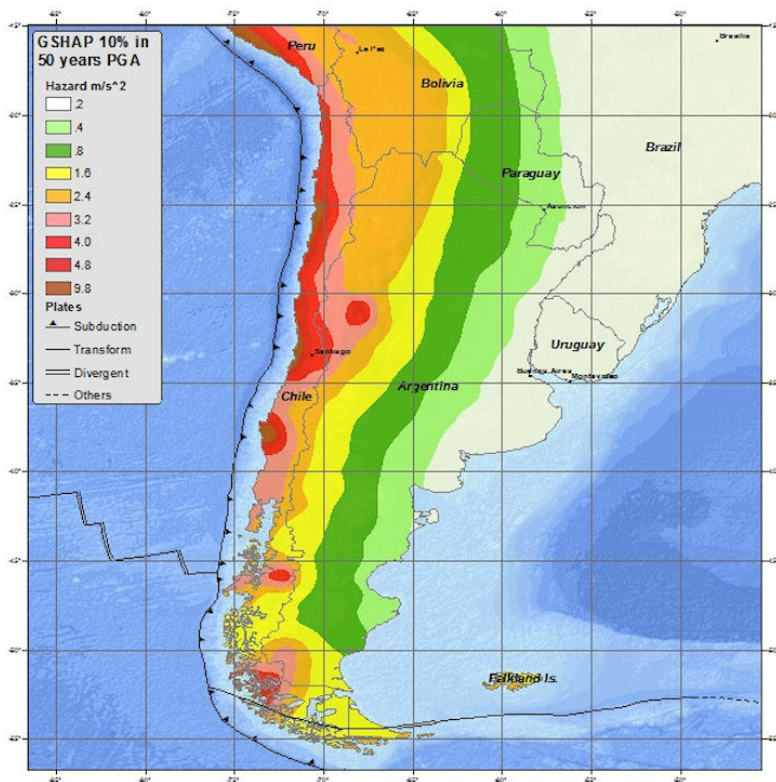 GSHAP 10% in
50 years PGA
Hazard m/s^2
.2
.4
.8
1.6
2.4
3.2
4.0
4.8
9.8
Plates
Subduction
Transform
Divergent
Others
Peru
La Paz
Bolivia
Brasilia
Brazil
Paraguay
Asuncion
Santiago
Chile
Argentina
Uruguay
Buenos Aires
Montevideo
Falkland Is.